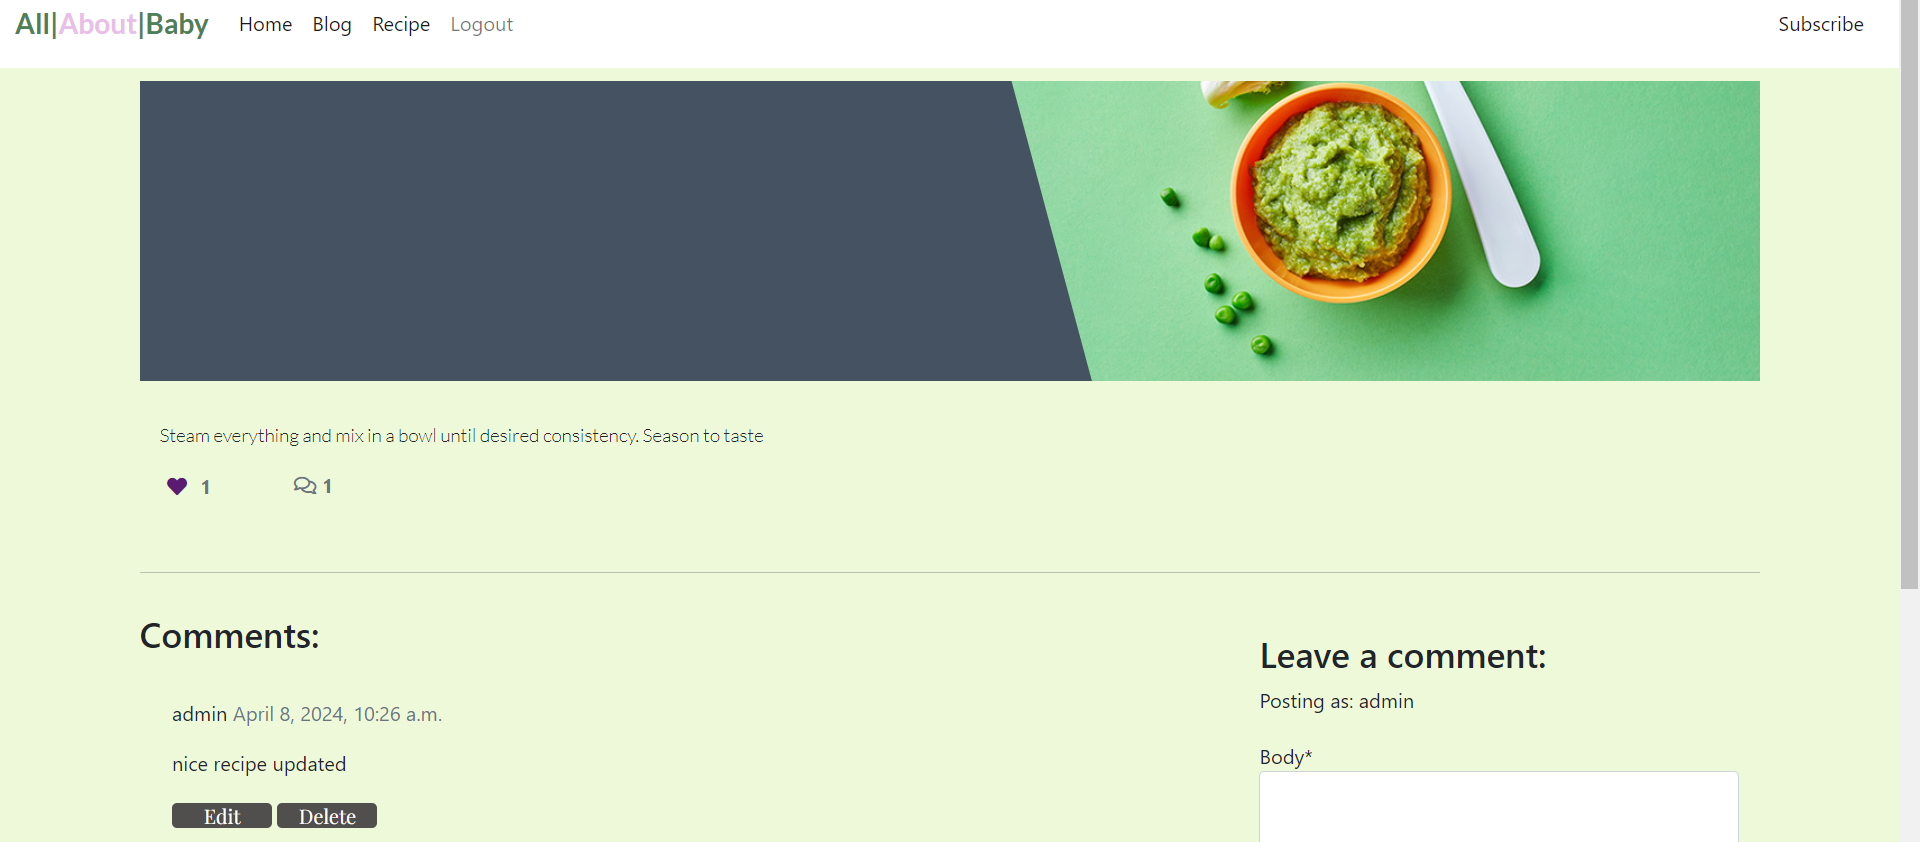 All|About|Baby Home Blog Recipe Logout Subscribe
Steam everything and mix in a bowl until desired consistency. Season to taste
1 1
Comments:
admin April 8, 2024, 10:26 a.m.
nice recipe updated
Edit Delete
Leave a comment:
Posting as: admin
Body*